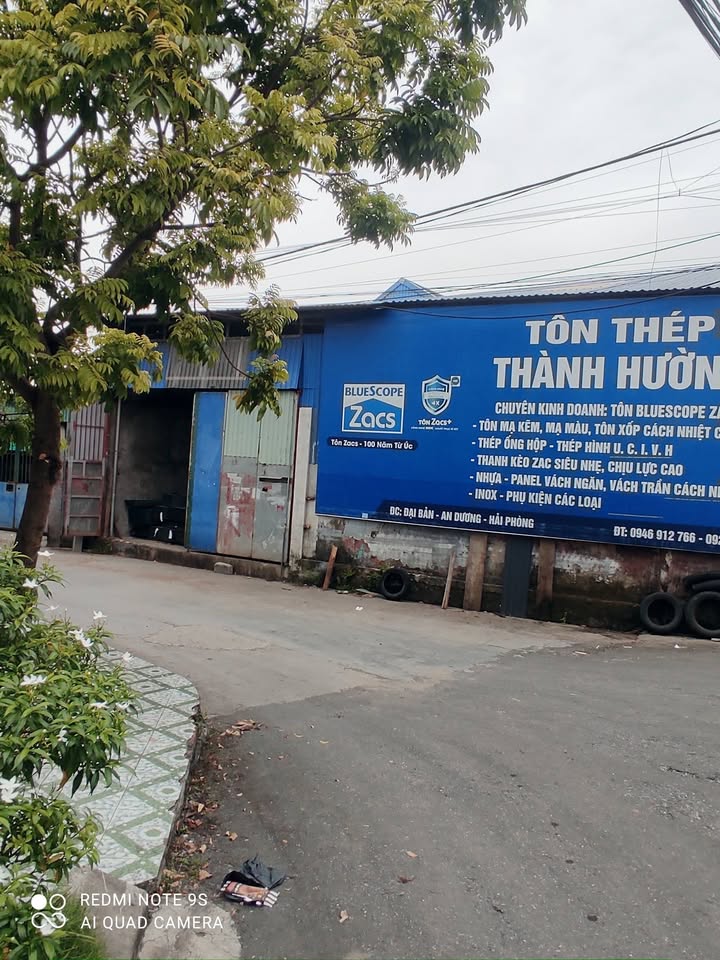 TÔN THÉP
THÀNH HƯỜN
BLUESCOPE
Zacs
TÔN ZACS+
Tôn Zacs - 100 Năm Từ Úc
CHUYÊN KINH DOANH: TÔN BLUESCOPE ZA
- TÔN MẠ KẼM, MẠ MÀU, TÔN XỐP CÁCH NHIỆT C
- THÉP ỐNG HỘP - THÉP HÌNH U. C. I. V. H
- THANH KÈO ZAC SIÊU NHẸ, CHỊU LỰC CAO
- NHỰA - PANEL VÁCH NGĂN, VÁCH TRẦN CÁCH N
- INOX - PHỤ KIỆN CÁC LOẠI
ĐC: ĐẠI BẢN - AN DƯƠNG - HẢI PHÒNG
ĐT: 0946 912 766 - 09
REDMI NOTE 9S
AI QUAD CAMERA